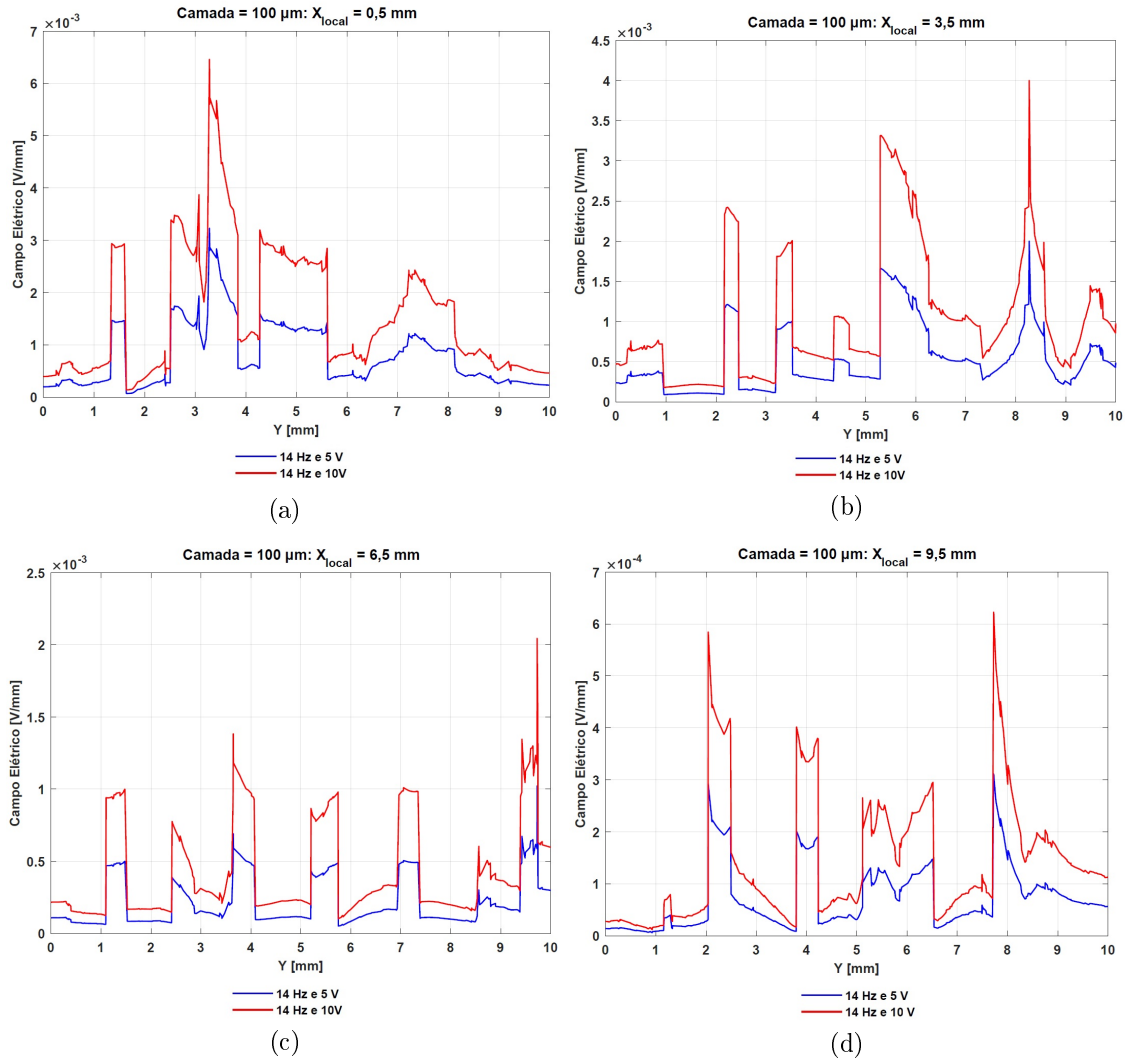 Camada = 100 µm: X_local = 0,5 mm
×10^-3
7
6
5
4
3
2
1
0
Campo Elétrico [V/mm]
0 1 2 3 4 5 6 7 8 9 10
Y [mm]
14 Hz e 5 V
14 Hz e 10V
(a)
Camada = 100 µm: X_local = 3,5 mm
×10^-3
4.5
4
3.5
3
2.5
2
1.5
1
0.5
0
Campo Elétrico [V/mm]
0 1 2 3 4 5 6 7 8 9 10
Y [mm]
14 Hz e 5 V
14 Hz e 10V
(b)
Camada = 100 µm: X_local = 6,5 mm
×10^-3
2.5
2
1.5
1
0.5
0
Campo Elétrico [V/mm]
0 1 2 3 4 5 6 7 8 9 10
Y [mm]
14 Hz e 5 V
14 Hz e 10V
(c)
Camada = 100 µm: X_local = 9,5 mm
×10^-4
7
6
5
4
3
2
1
0
Campo Elétrico [V/mm]
0 1 2 3 4 5 6 7 8 9 10
Y [mm]
14 Hz e 5 V
14 Hz e 10 V
(d)